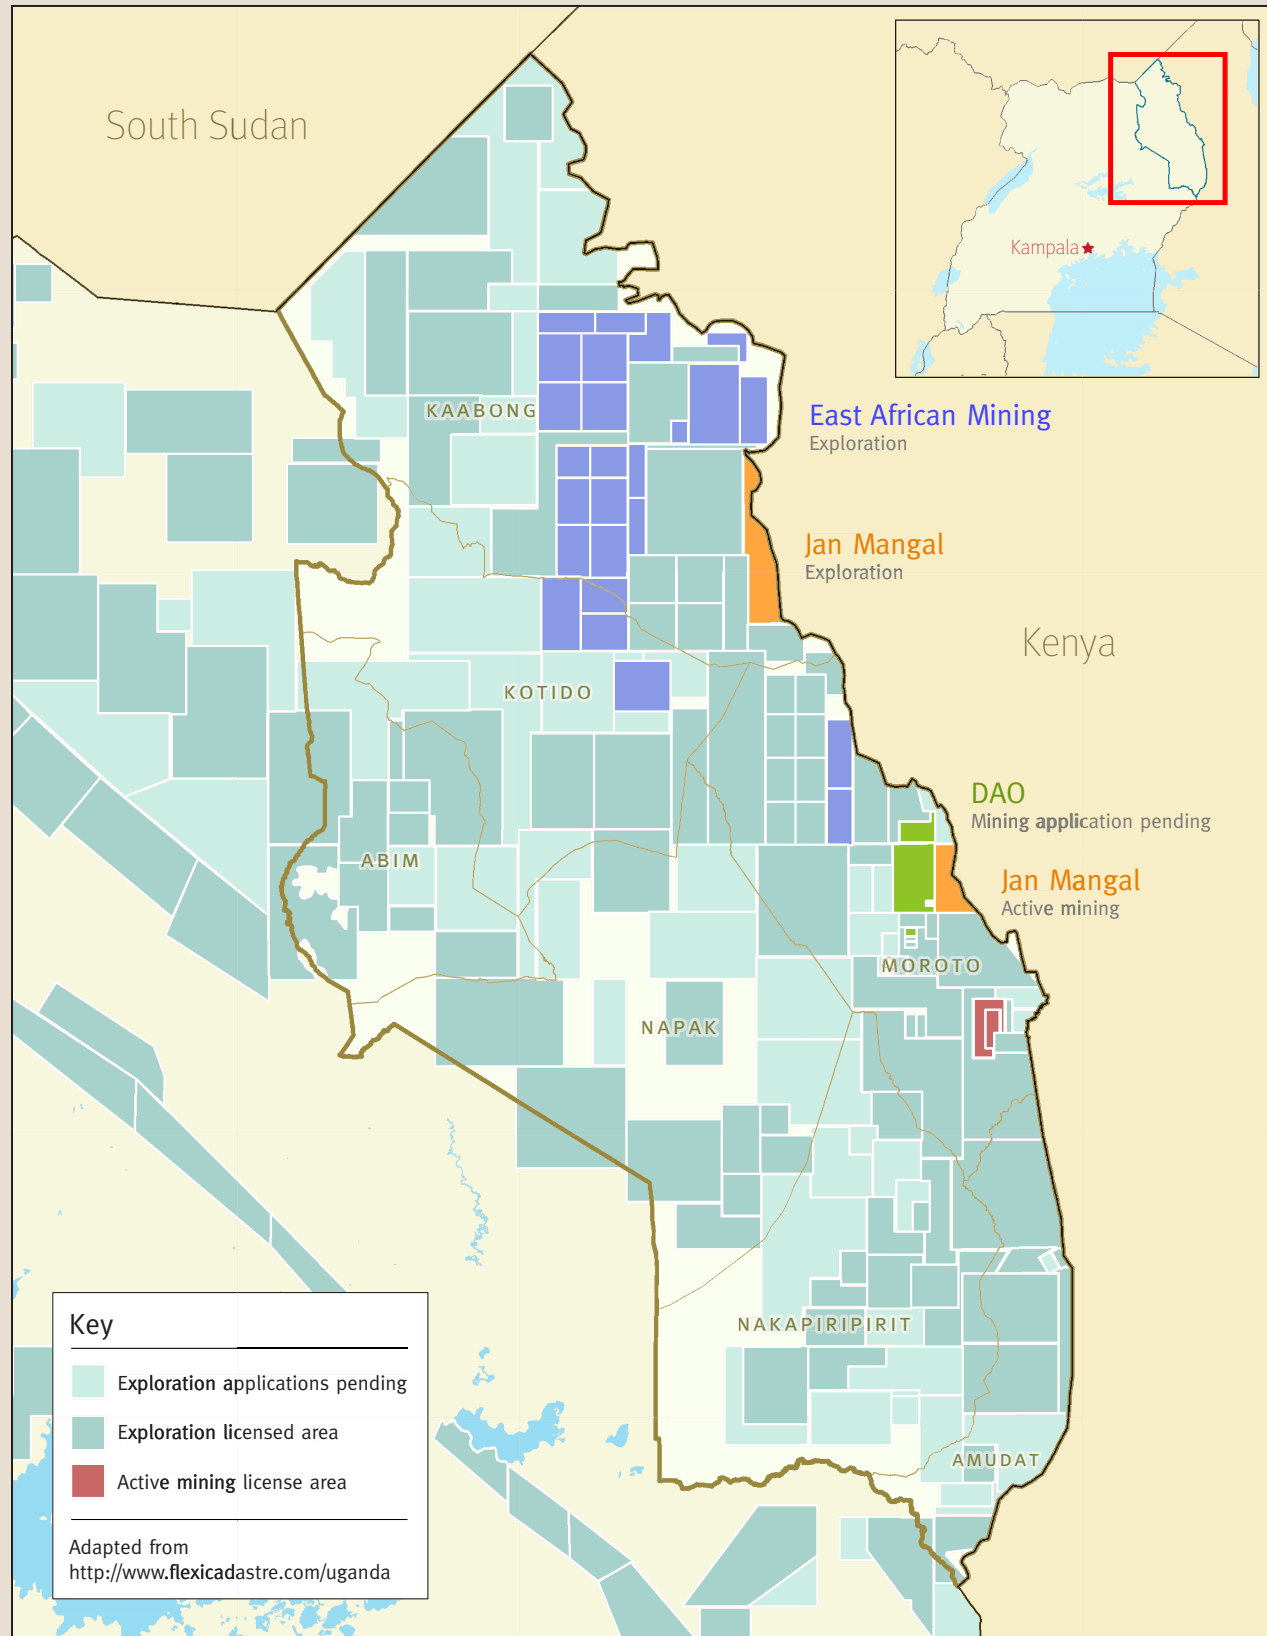 South Sudan
Kampala
KAABONG
East African Mining
Exploration
Jan Mangal
Exploration
Kenya
KOTIDO
DAO
Mining application pending
ABIM
Jan Mangal
Active mining
MOROTO
NAPAK
NAKAPIRIPIRIT
AMUDAT
Key
Exploration applications pending
Exploration licensed area
Active mining license area
Adapted from
http://www.flexicadastre.com/uganda